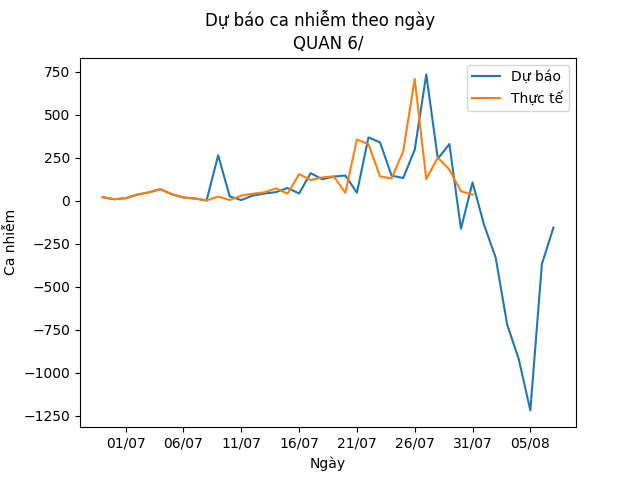 Dự báo ca nhiễm theo ngày
QUAN 6/
Dự báo
Thực tế
Ca nhiễm
750
500
250
0
−250
−500
−750
−1000
−1250
01/07 06/07 11/07 16/07 21/07 26/07 31/07 05/08
Ngày